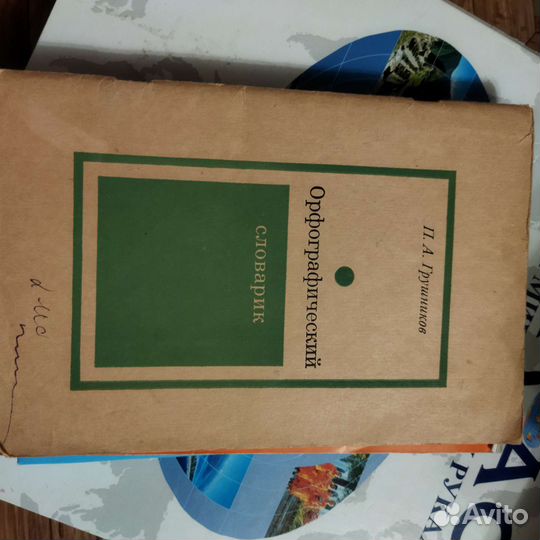 П. А. Грушников
Орфографический
словарик
Avito